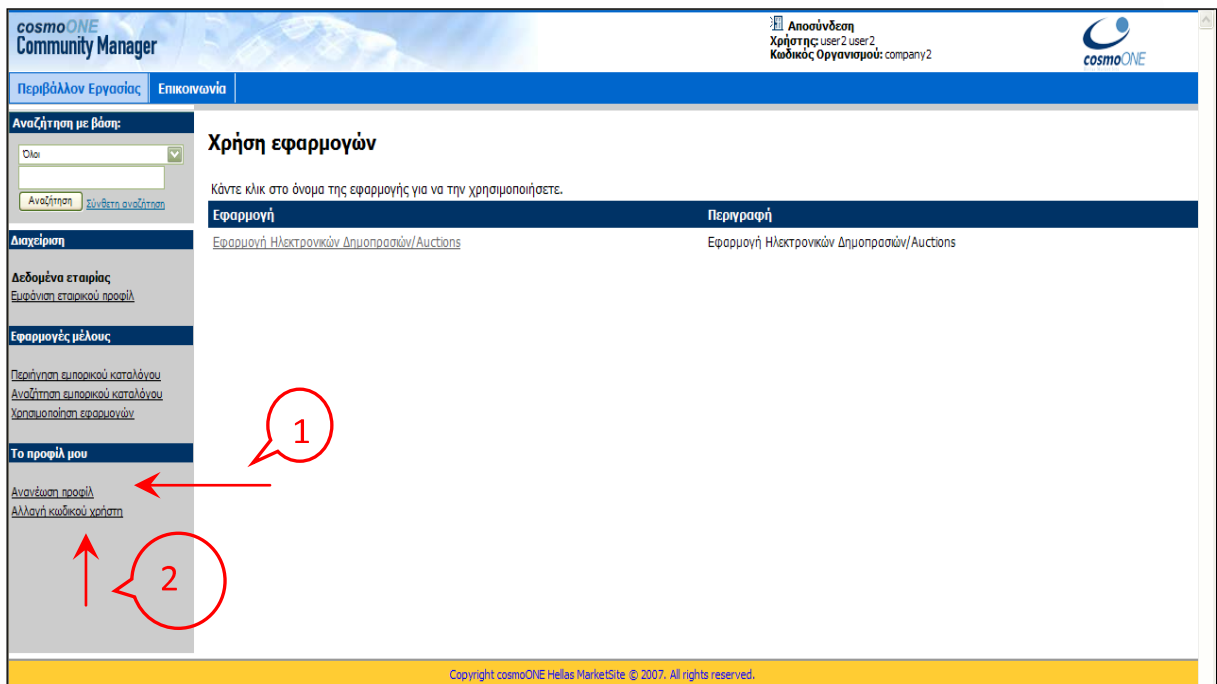 cosmoONE
Community Manager
Αποσύνδεση
Χρήστης: user2 user2
Κωδικός Οργανισμού: company2
cosmoONE
Περιβάλλον Εργασίας
Επικοινωνία
Αναζήτηση με βάση:
Όλοι
Αναζήτηση
Σύνθετη αναζήτηση
Διαχείριση
Δεδομένα εταιρίας
Εμφάνιση εταιρικού προφίλ
Εφαρμογές μέλους
Περιήγηση εμπορικού καταλόγου
Αναζήτηση εμπορικού καταλόγου
Χρησιμοποίηση εφαρμογών
Το προφίλ μου
Ανανέωση προφίλ
Αλλαγή κωδικού χρήστη
Χρήση εφαρμογών
Κάντε κλικ στο όνομα της εφαρμογής για να την χρησιμοποιήσετε.
Εφαρμογή
Περιγραφή
Εφαρμογή Ηλεκτρονικών Δημοπρασιών/Auctions
Εφαρμογή Ηλεκτρονικών Δημοπρασιών/Auctions
1
2
Copyright cosmoONE Hellas MarketSite © 2007. All rights reserved.